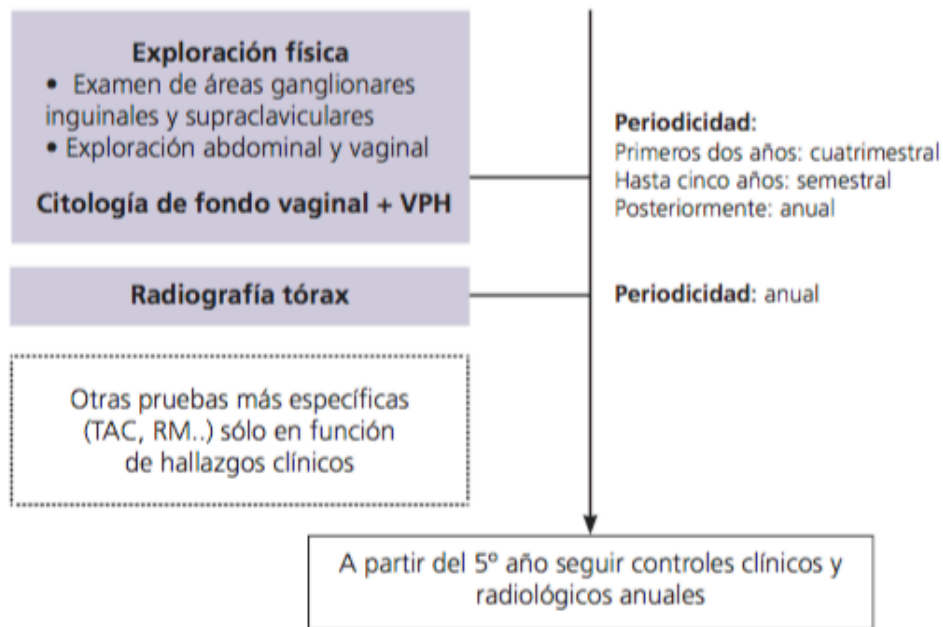 Exploración física
• Examen de áreas ganglionares
inguinales y supraclaviculares
• Exploración abdominal y vaginal
Citología de fondo vaginal + VPH
Periodicidad:
Primeros dos años: cuatrimestral
Hasta cinco años: semestral
Posteriormente: anual
Radiografía tórax
Periodicidad: anual
Otras pruebas más específicas
(TAC, RM..) sólo en función
de hallazgos clínicos
A partir del 5º año seguir controles clínicos y
radiológicos anuales